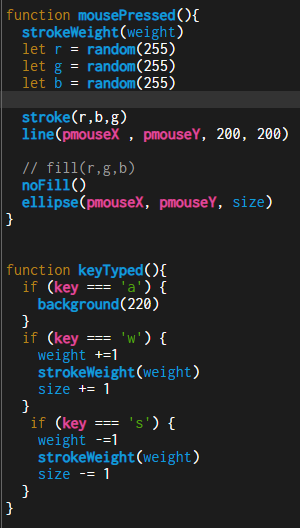 function mousePressed(){
  strokeWeight(weight)
  let r = random(255)
  let g = random(255)
  let b = random(255)

  stroke(r,b,g)
  line(pmouseX , pmouseY, 200, 200)

  // fill(r,g,b)
  noFill()
  ellipse(pmouseX, pmouseY, size)
}


function keyTyped(){
  if (key === 'a') {
    background(220)
  }
  if (key === 'w') {
    weight +=1
    strokeWeight(weight)
    size += 1
  }
   if (key === 's') {
    weight -=1
    strokeWeight(weight)
    size -= 1
  }
}